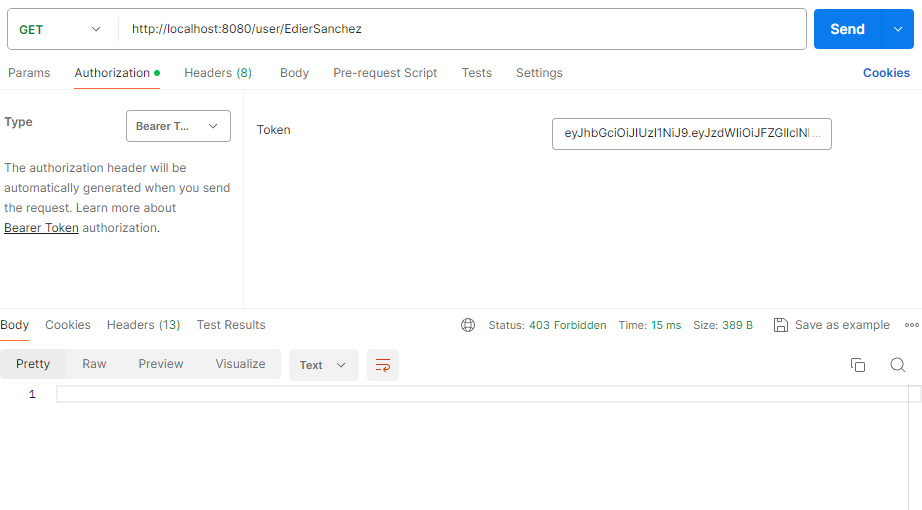 GET http://localhost:8080/user/EdierSanchez Send
Params Authorization Headers (8) Body Pre-request Script Tests Settings Cookies
Type Bearer T... Token eyJhbGciOiJIUzI1NiJ9.eyJzdWIiOiJFZGllclNl...
The authorization header will be
automatically generated when you send
the request. Learn more about
Bearer Token authorization.
Body Cookies Headers (13) Test Results Status: 403 Forbidden Time: 15 ms Size: 389 B Save as example
Pretty Raw Preview Visualize Text
1